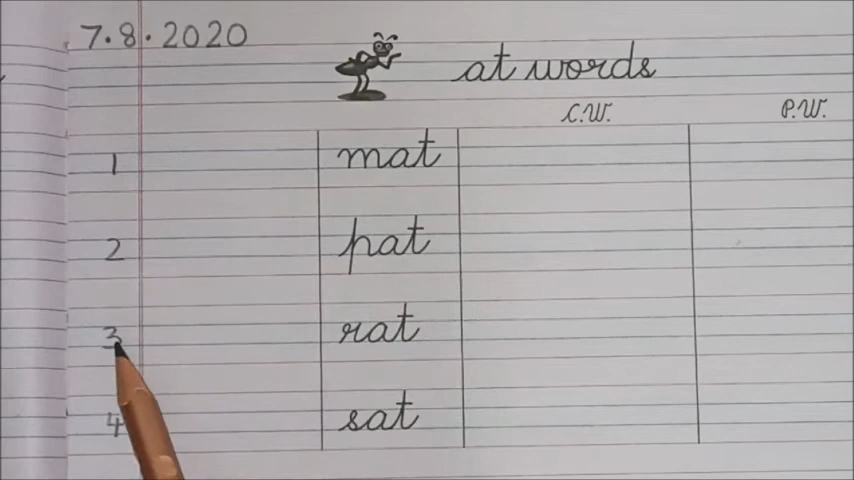 7.8.2020
at words
C.W. P.W.
1 mat
2 pat
3 rat
4 sat